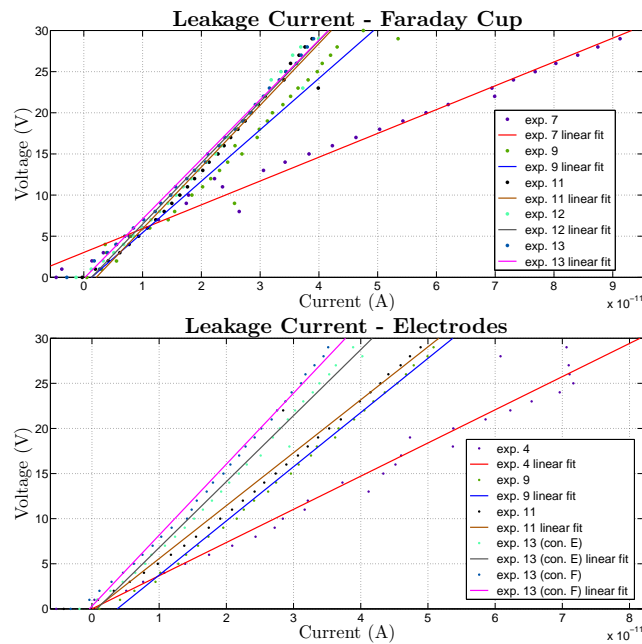 Leakage Current - Faraday Cup
Voltage (V)
30
25
20
15
10
5
0
0
1
2
3
4
5
6
7
8
9
x 10⁻¹¹
Current (A)
exp. 7
exp. 7 linear fit
exp. 9
exp. 9 linear fit
exp. 11
exp. 11 linear fit
exp. 12
exp. 12 linear fit
exp. 13
exp. 13 linear fit
Leakage Current - Electrodes
Voltage (V)
30
25
20
15
10
5
0
0
1
2
3
4
5
6
7
8
x 10⁻¹¹
Current (A)
exp. 4
exp. 4 linear fit
exp. 9
exp. 9 linear fit
exp. 11
exp. 11 linear fit
exp. 13 (con. E)
exp. 13 (con. E) linear fit
exp. 13 (con. F)
exp. 13 (con. F) linear fit